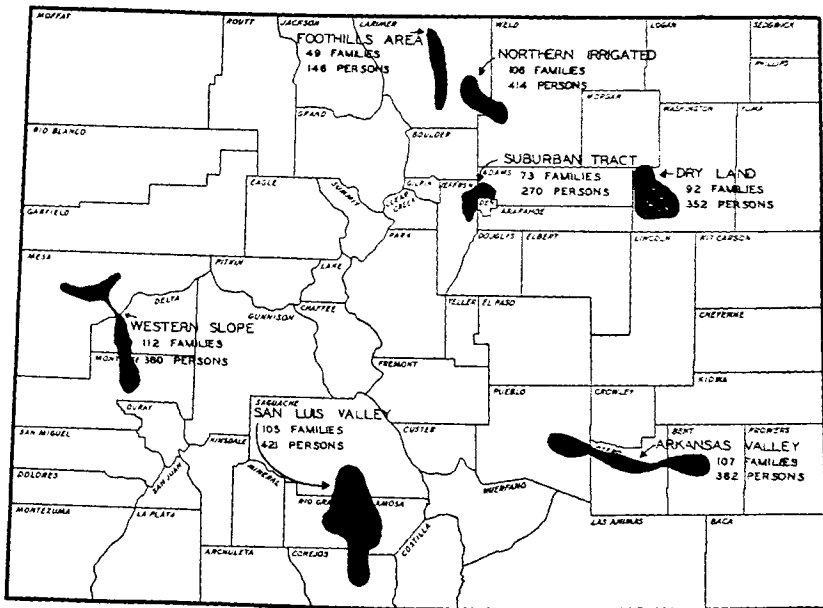 MOFFAT
ROUTT
JACKSON
LARIMER
WELD
LOGAN
SEDGWICK
PHILLIPS
FOOTHILLS AREA
49 FAMILIES
146 PERSONS
NORTHERN IRRIGATED
106 FAMILIES
414 PERSONS
MORGAN
WASHINGTON
YUMA
RIO BLANCO
GRAND
BOULDER
SUBURBAN TRACT
73 FAMILIES
270 PERSONS
ADAMS
DRY LAND
92 FAMILIES
352 PERSONS
GILPIN
CLEAR CREEK
DEN
ARAPAHOE
EAGLE
SUMMIT
GARFIELD
PARK
DOUGLAS
ELBERT
LINCOLN
KIT CARSON
MESA
PITKIN
LAKE
DELTA
GUNNISON
CHAFFEE
TELLER
EL PASO
CHEYENNE
WESTERN SLOPE
112 FAMILIES
380 PERSONS
FREMONT
KIOWA
OURAY
SAGUACHE
SAN LUIS VALLEY
105 FAMILIES
421 PERSONS
CUSTER
PUEBLO
CROWLEY
BENT
PROWERS
ARKANSAS VALLEY
107 FAMILIES
382 PERSONS
SAN MIGUEL
HINSDALE
DOLORES
SAN JUAN
MINERAL
HUERFANO
MONTEZUMA
LA PLATA
ARCHULETA
CONEJOS
COSTILLA
LAS ANIMAS
BACA